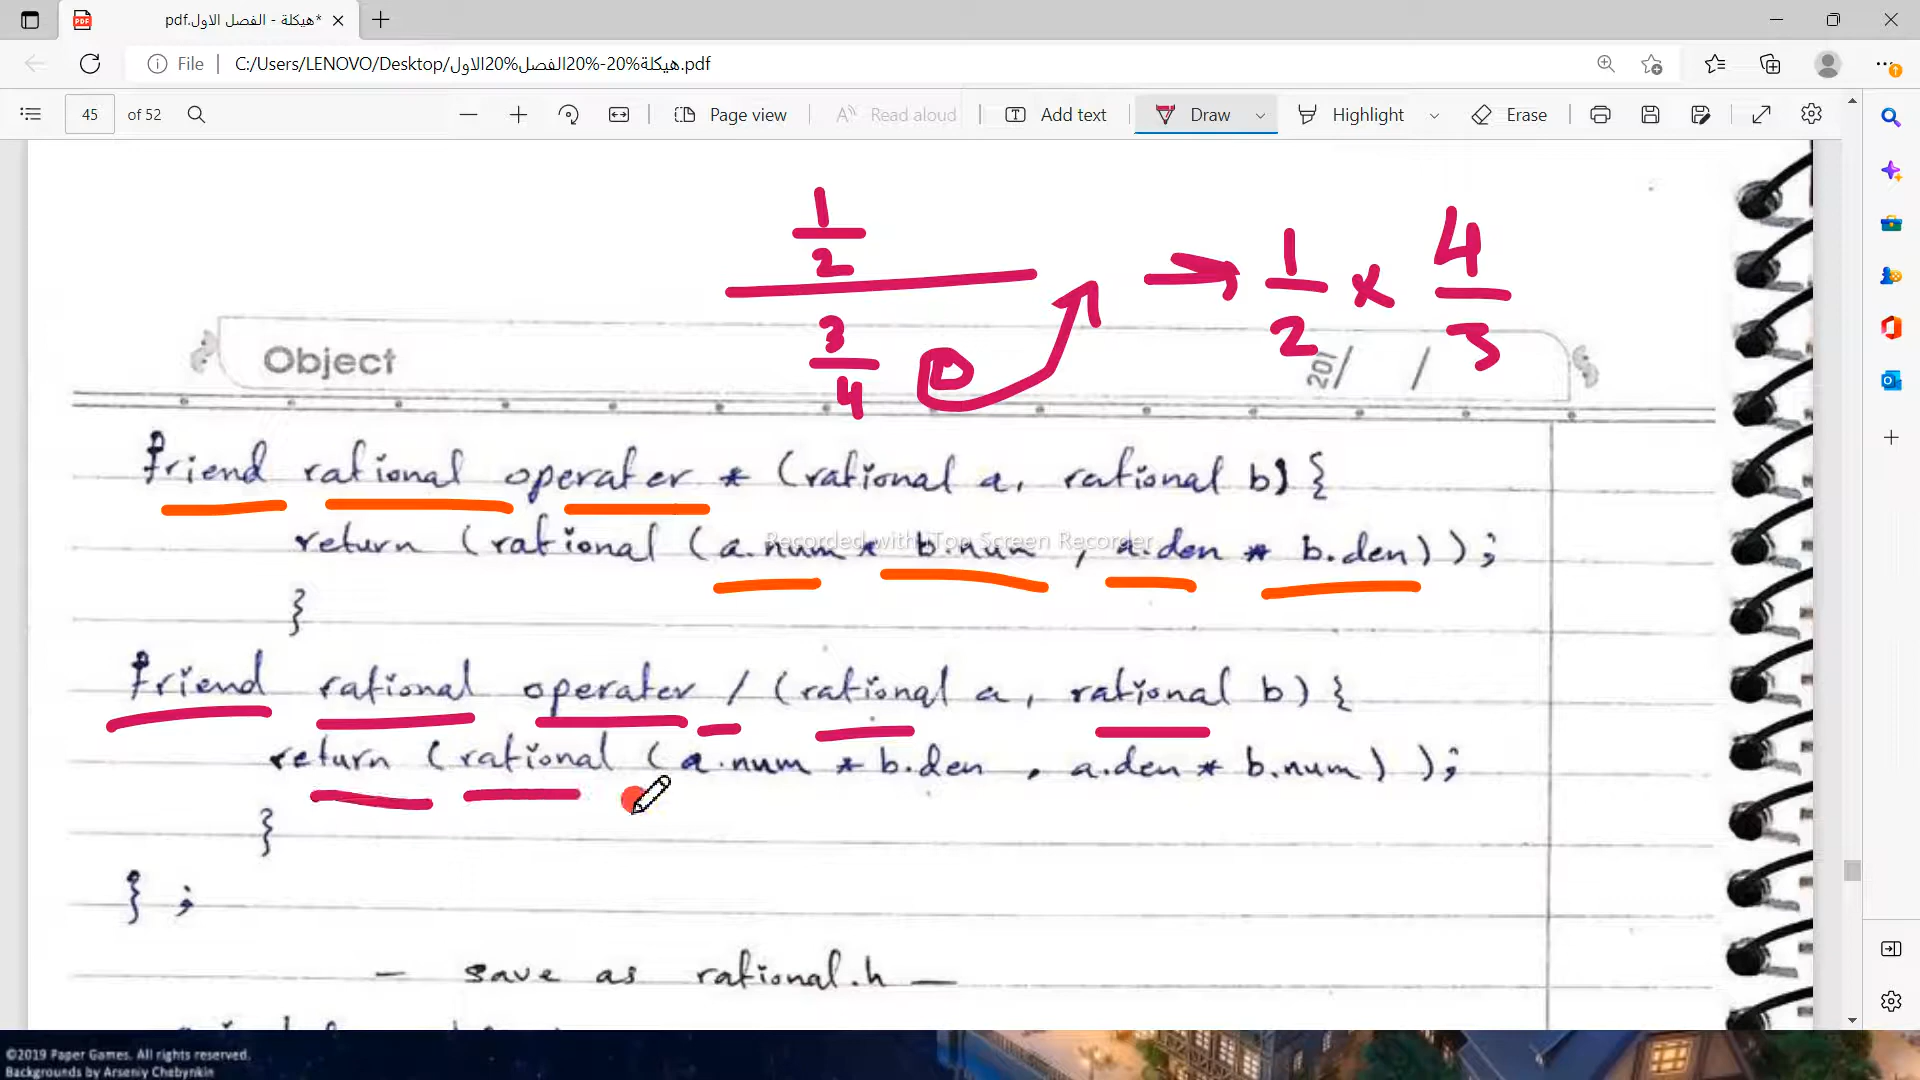 هيكلة - الفصل الاول.pdf*
File C:/Users/LENOVO/Desktop/هيكلة%20-%20الفصل%20الاول.pdf
45 of 52 Page view Read aloud Add text Draw Highlight Erase
1
2
3
4
D
1
2
×
4
3
Object
201 / /
friend rational operater * (rational a, rational b) {
return (rational (a.num * b.num , a.den * b.den));
Recorded with iTop Screen Recorder
}
friend rational operater / (rational a, rational b) {
return (rational (a.num * b.den , a.den * b.num) );
}
} ;
- save as rational.h -
©2019 Paper Games. All rights reserved.
Backgrounds by Arseniy Chebynkin